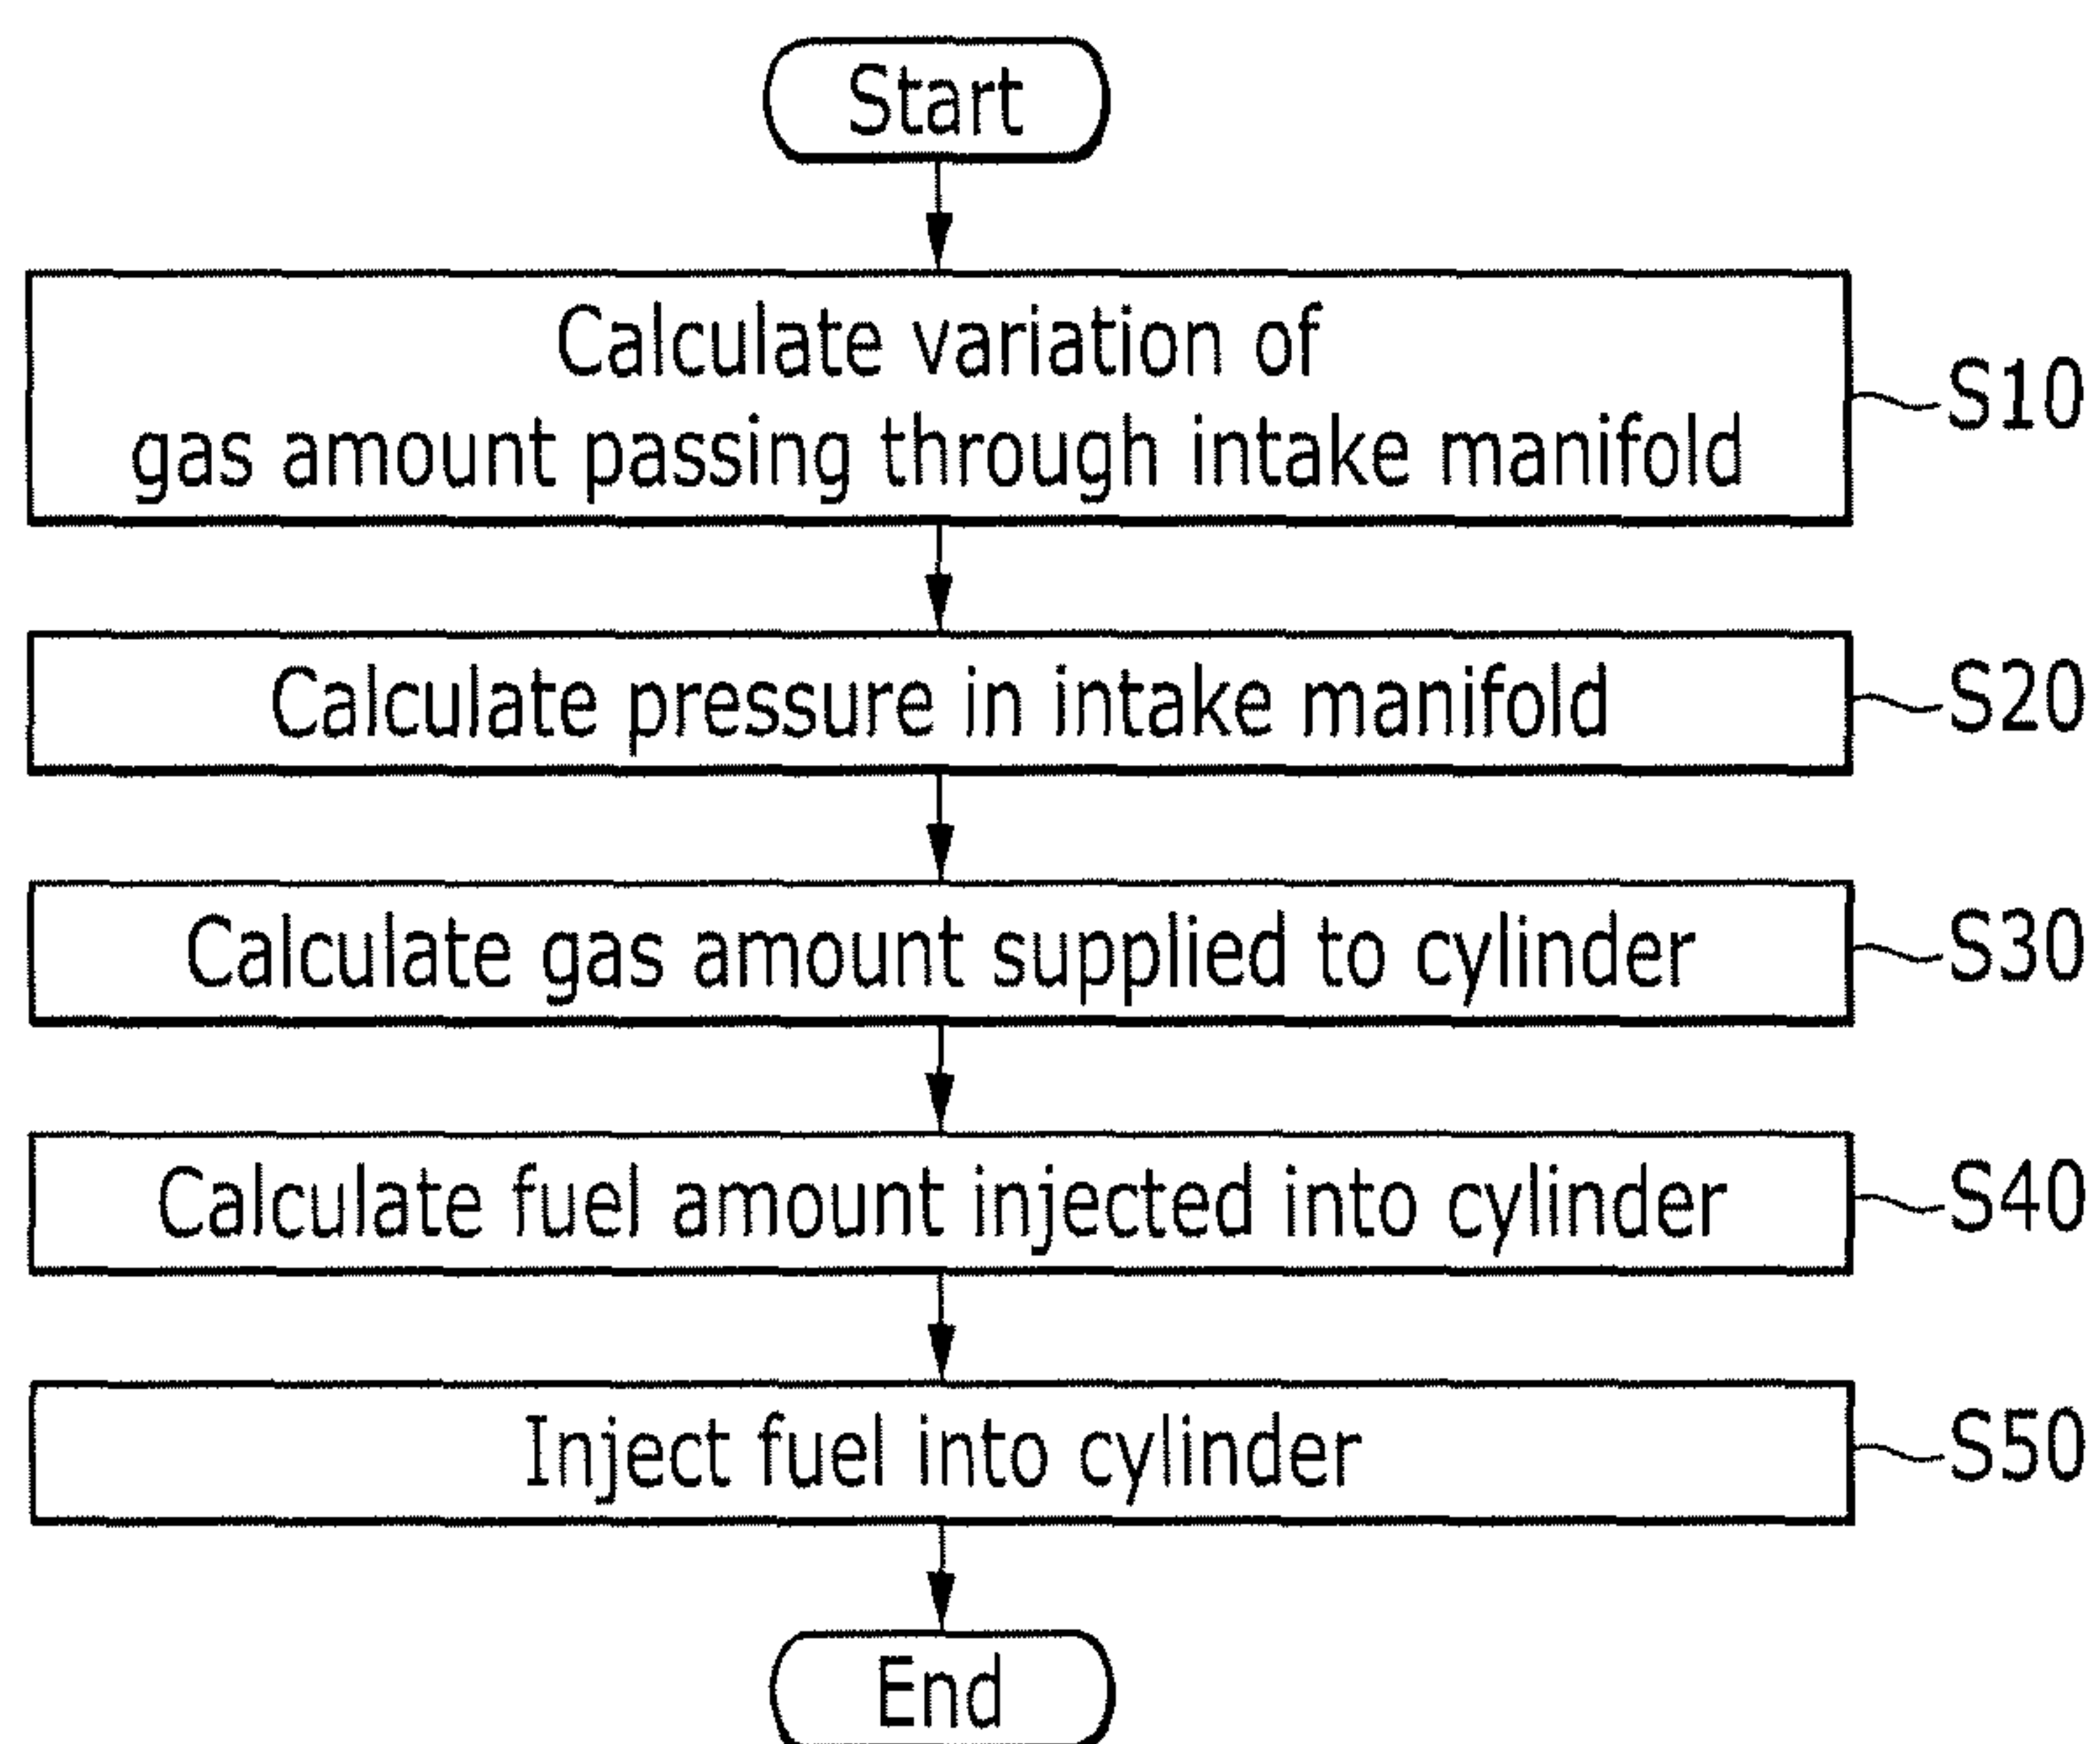 Start
Calculate variation of
gas amount passing through intake manifold
S10
Calculate pressure in intake manifold
S20
Calculate gas amount supplied to cylinder
S30
Calculate fuel amount injected into cylinder
S40
Inject fuel into cylinder
S50
End